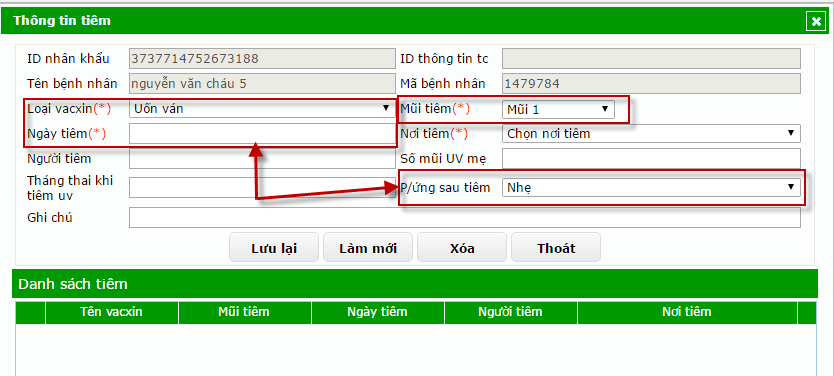 Thông tin tiêm
ID nhân khẩu 3737714752673188 ID thông tin tc
Tên bệnh nhân nguyễn văn cháu 5 Mã bệnh nhân 1479784
Loại vacxin(*) Uốn ván Mũi tiêm(*) Mũi 1
Ngày tiêm(*) Nơi tiêm(*) Chọn nơi tiêm
Người tiêm Số mũi UV mẹ
Tháng thai khi
tiêm uv P/ứng sau tiêm Nhẹ
Ghi chú
Lưu lại Làm mới Xóa Thoát
Danh sách tiêm
Tên vacxin Mũi tiêm Ngày tiêm Người tiêm Nơi tiêm